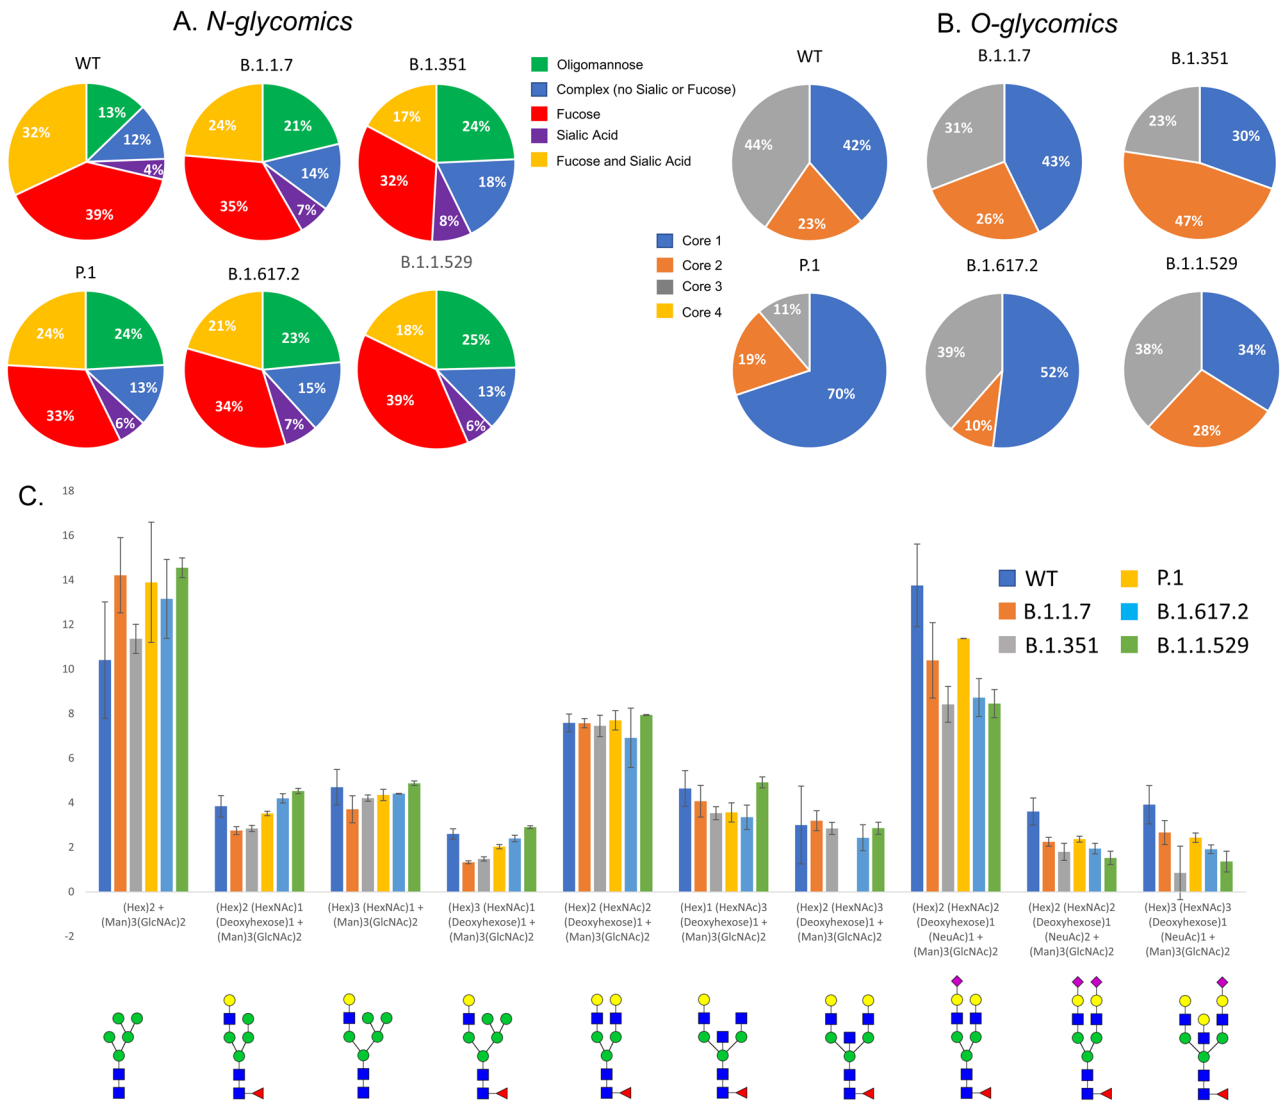 A. N-glycomics
B. O-glycomics
WT
B.1.1.7
B.1.351
13%
12%
4%
39%
32%
21%
14%
7%
35%
24%
24%
18%
8%
32%
17%
Oligomannose
Complex (no Sialic or Fucose)
Fucose
Sialic Acid
Fucose and Sialic Acid
P.1
B.1.617.2
B.1.1.529
24%
13%
6%
33%
24%
23%
15%
7%
34%
21%
25%
13%
6%
39%
18%
WT
B.1.1.7
B.1.351
42%
23%
44%
43%
26%
31%
30%
47%
23%
Core 1
Core 2
Core 3
Core 4
P.1
B.1.617.2
B.1.1.529
70%
19%
11%
52%
10%
39%
34%
28%
38%
C.
18
16
14
12
10
8
6
4
2
0
-2
WT
P.1
B.1.1.7
B.1.617.2
B.1.351
B.1.1.529
(Hex)2 +
(Man)3(GlcNAc)2
(Hex)2 (HexNAc)1
(Deoxyhexose)1 +
(Man)3(GlcNAc)2
(Hex)3 (HexNAc)1 +
(Man)3(GlcNAc)2
(Hex)3 (HexNAc)1
(Deoxyhexose)1 +
(Man)3(GlcNAc)2
(Hex)2 (HexNAc)2
(Deoxyhexose)1 +
(Man)3(GlcNAc)2
(Hex)1 (HexNAc)3
(Deoxyhexose)1 +
(Man)3(GlcNAc)2
(Hex)2 (HexNAc)3
(Deoxyhexose)1 +
(Man)3(GlcNAc)2
(Hex)2 (HexNAc)2
(Deoxyhexose)1
(NeuAc)1 +
(Man)3(GlcNAc)2
(Hex)2 (HexNAc)2
(Deoxyhexose)1
(NeuAc)2 +
(Man)3(GlcNAc)2
(Hex)3 (HexNAc)3
(Deoxyhexose)1
(NeuAc)1 +
(Man)3(GlcNAc)2